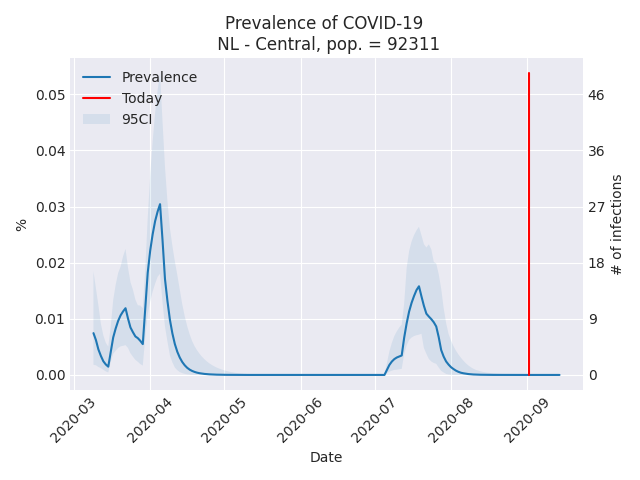 Prevalence of COVID-19
NL - Central, pop. = 92311
Prevalence
Today
95CI
0.05
0.04
0.03
0.02
0.01
0.00
%
46
36
27
18
9
0
# of infections
2020-03
2020-04
2020-05
2020-06
2020-07
2020-08
2020-09
Date